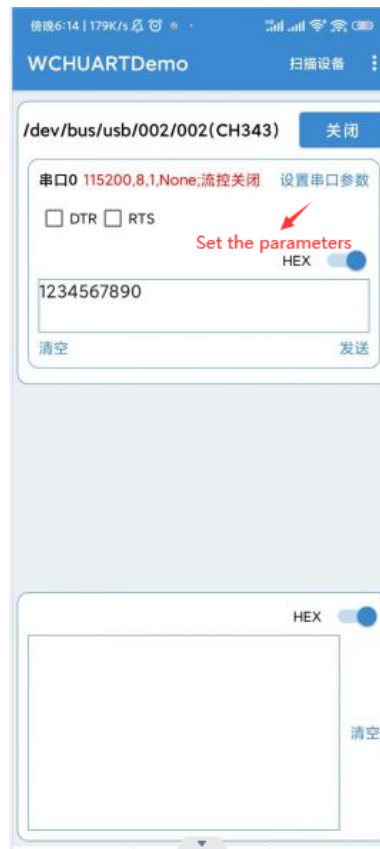 傍晚6:14 | 179K/s
WCHUARTDemo 扫描设备
/dev/bus/usb/002/002(CH343) 关闭
串口0 115200,8,1,None;流控关闭 设置串口参数
DTR RTS
Set the parameters
HEX
1234567890
清空 发送
HEX
清空